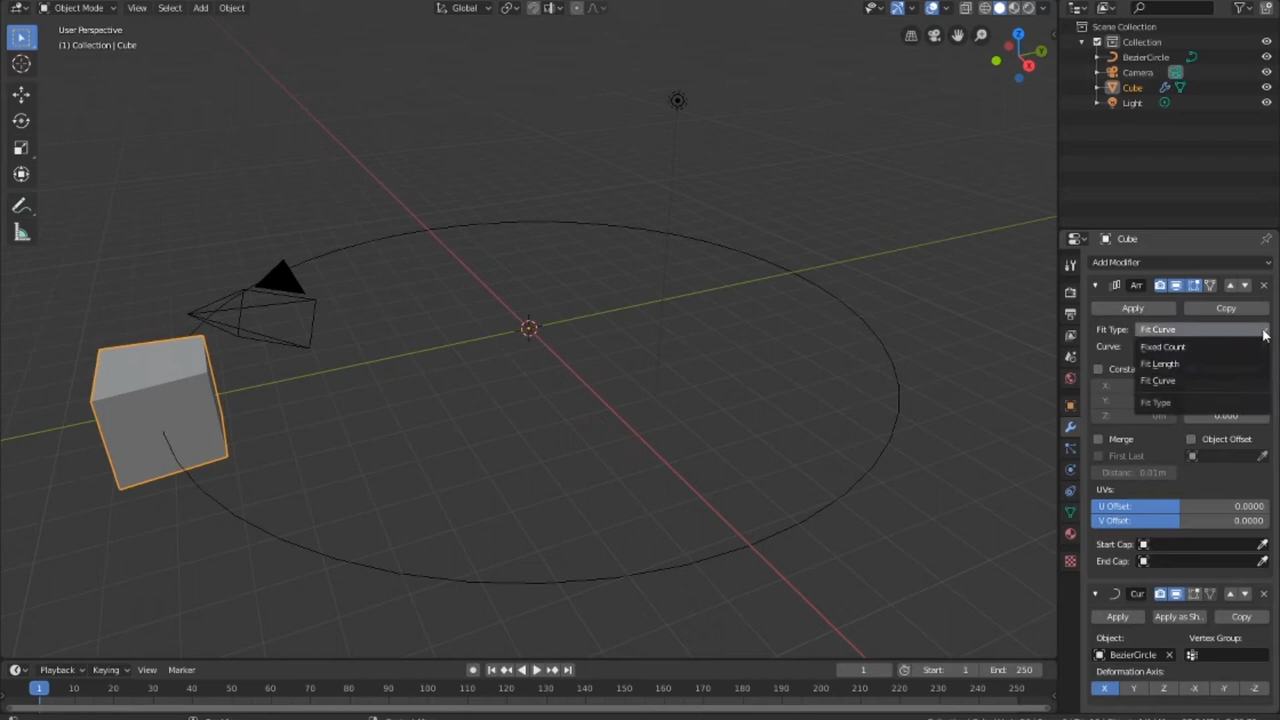 Object Mode View Select Add Object Global
User Perspective
(1) Collection | Cube
X
Y
Z
Scene Collection
Collection
BezierCircle
Camera
Cube
Light
Cube
Add Modifier
Arr
Apply Copy
Fit Type: Fit Curve
Curve: Fixed Count
Fit Length
Consta
Fit Curve
X:
Y:
Fit Type
Z: 0m 0.000
Merge Object Offset
First Last
Distanc: 0.01m
UVs:
U Offset: 0.0000
V Offset: 0.0000
Start Cap:
End Cap:
Cur
Apply Apply as Sh.. Copy
Object: Vertex Group:
BezierCircle
Deformation Axis:
X Y Z -X -Y -Z
Playback Keying View Marker 1 Start: 1 End: 250
1 10 20 30 40 50 60 70 80 90 100 110 120 130 140 150 160 170 180 190 200 210 220 230 240 250